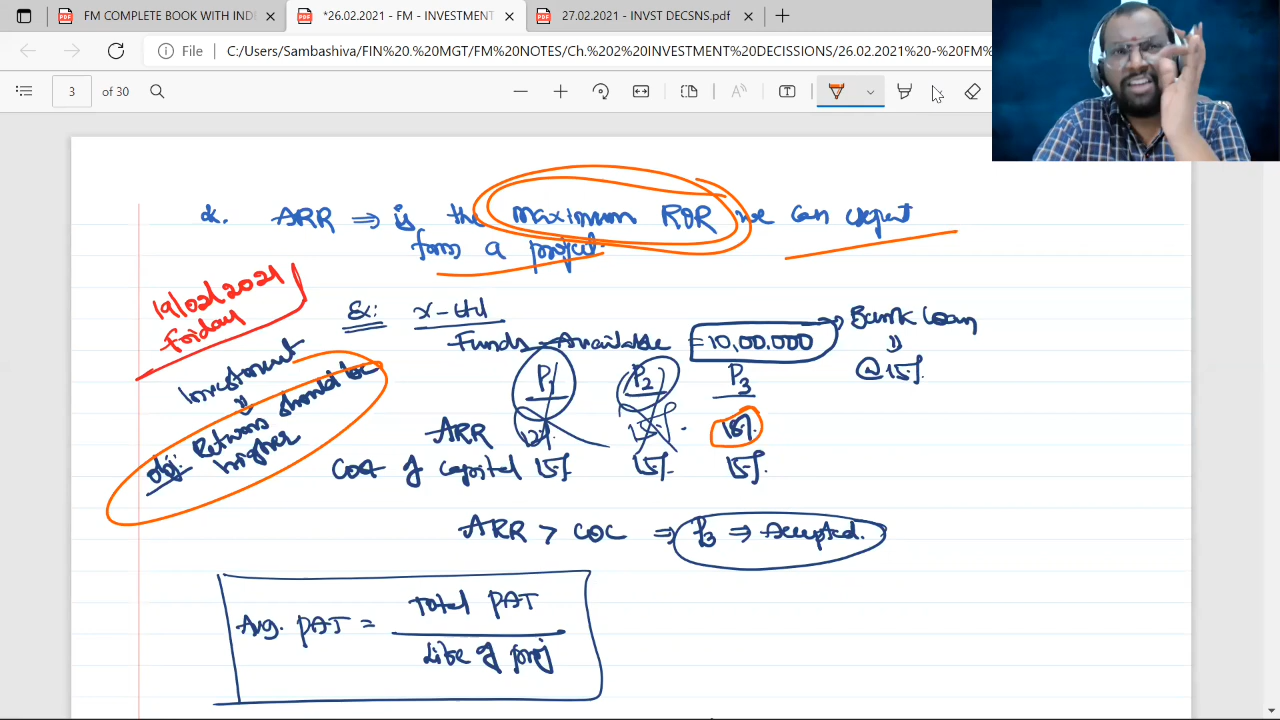 FM COMPLETE BOOK WITH INDE
*26.02.2021 - FM - INVESTMENT
27.02.2021 - INVST DECSNS.pdf
File
C:/Users/Sambashiva/FIN%20.%20MGT/FM%20NOTES/Ch.%202%20INVESTMENT%20DECISSIONS/26.02.2021%20-%20FM%
3
of 30
ARR ⇒ is the maximum ROR we can expect
from a project.
19/02/2021
Friday
Ex: X-Ltd
Funds Available = 10,00,000 → Bank Loan
@ 15%
Investment
Obj: Returns should be
higher
P1 P2 P3
ARR 12% 15% 18%
Cost of capital 15% 15% 15%
ARR > COC ⇒ P3 ⇒ Accepted.
Avg. PAT = Total PAT
Life of proj